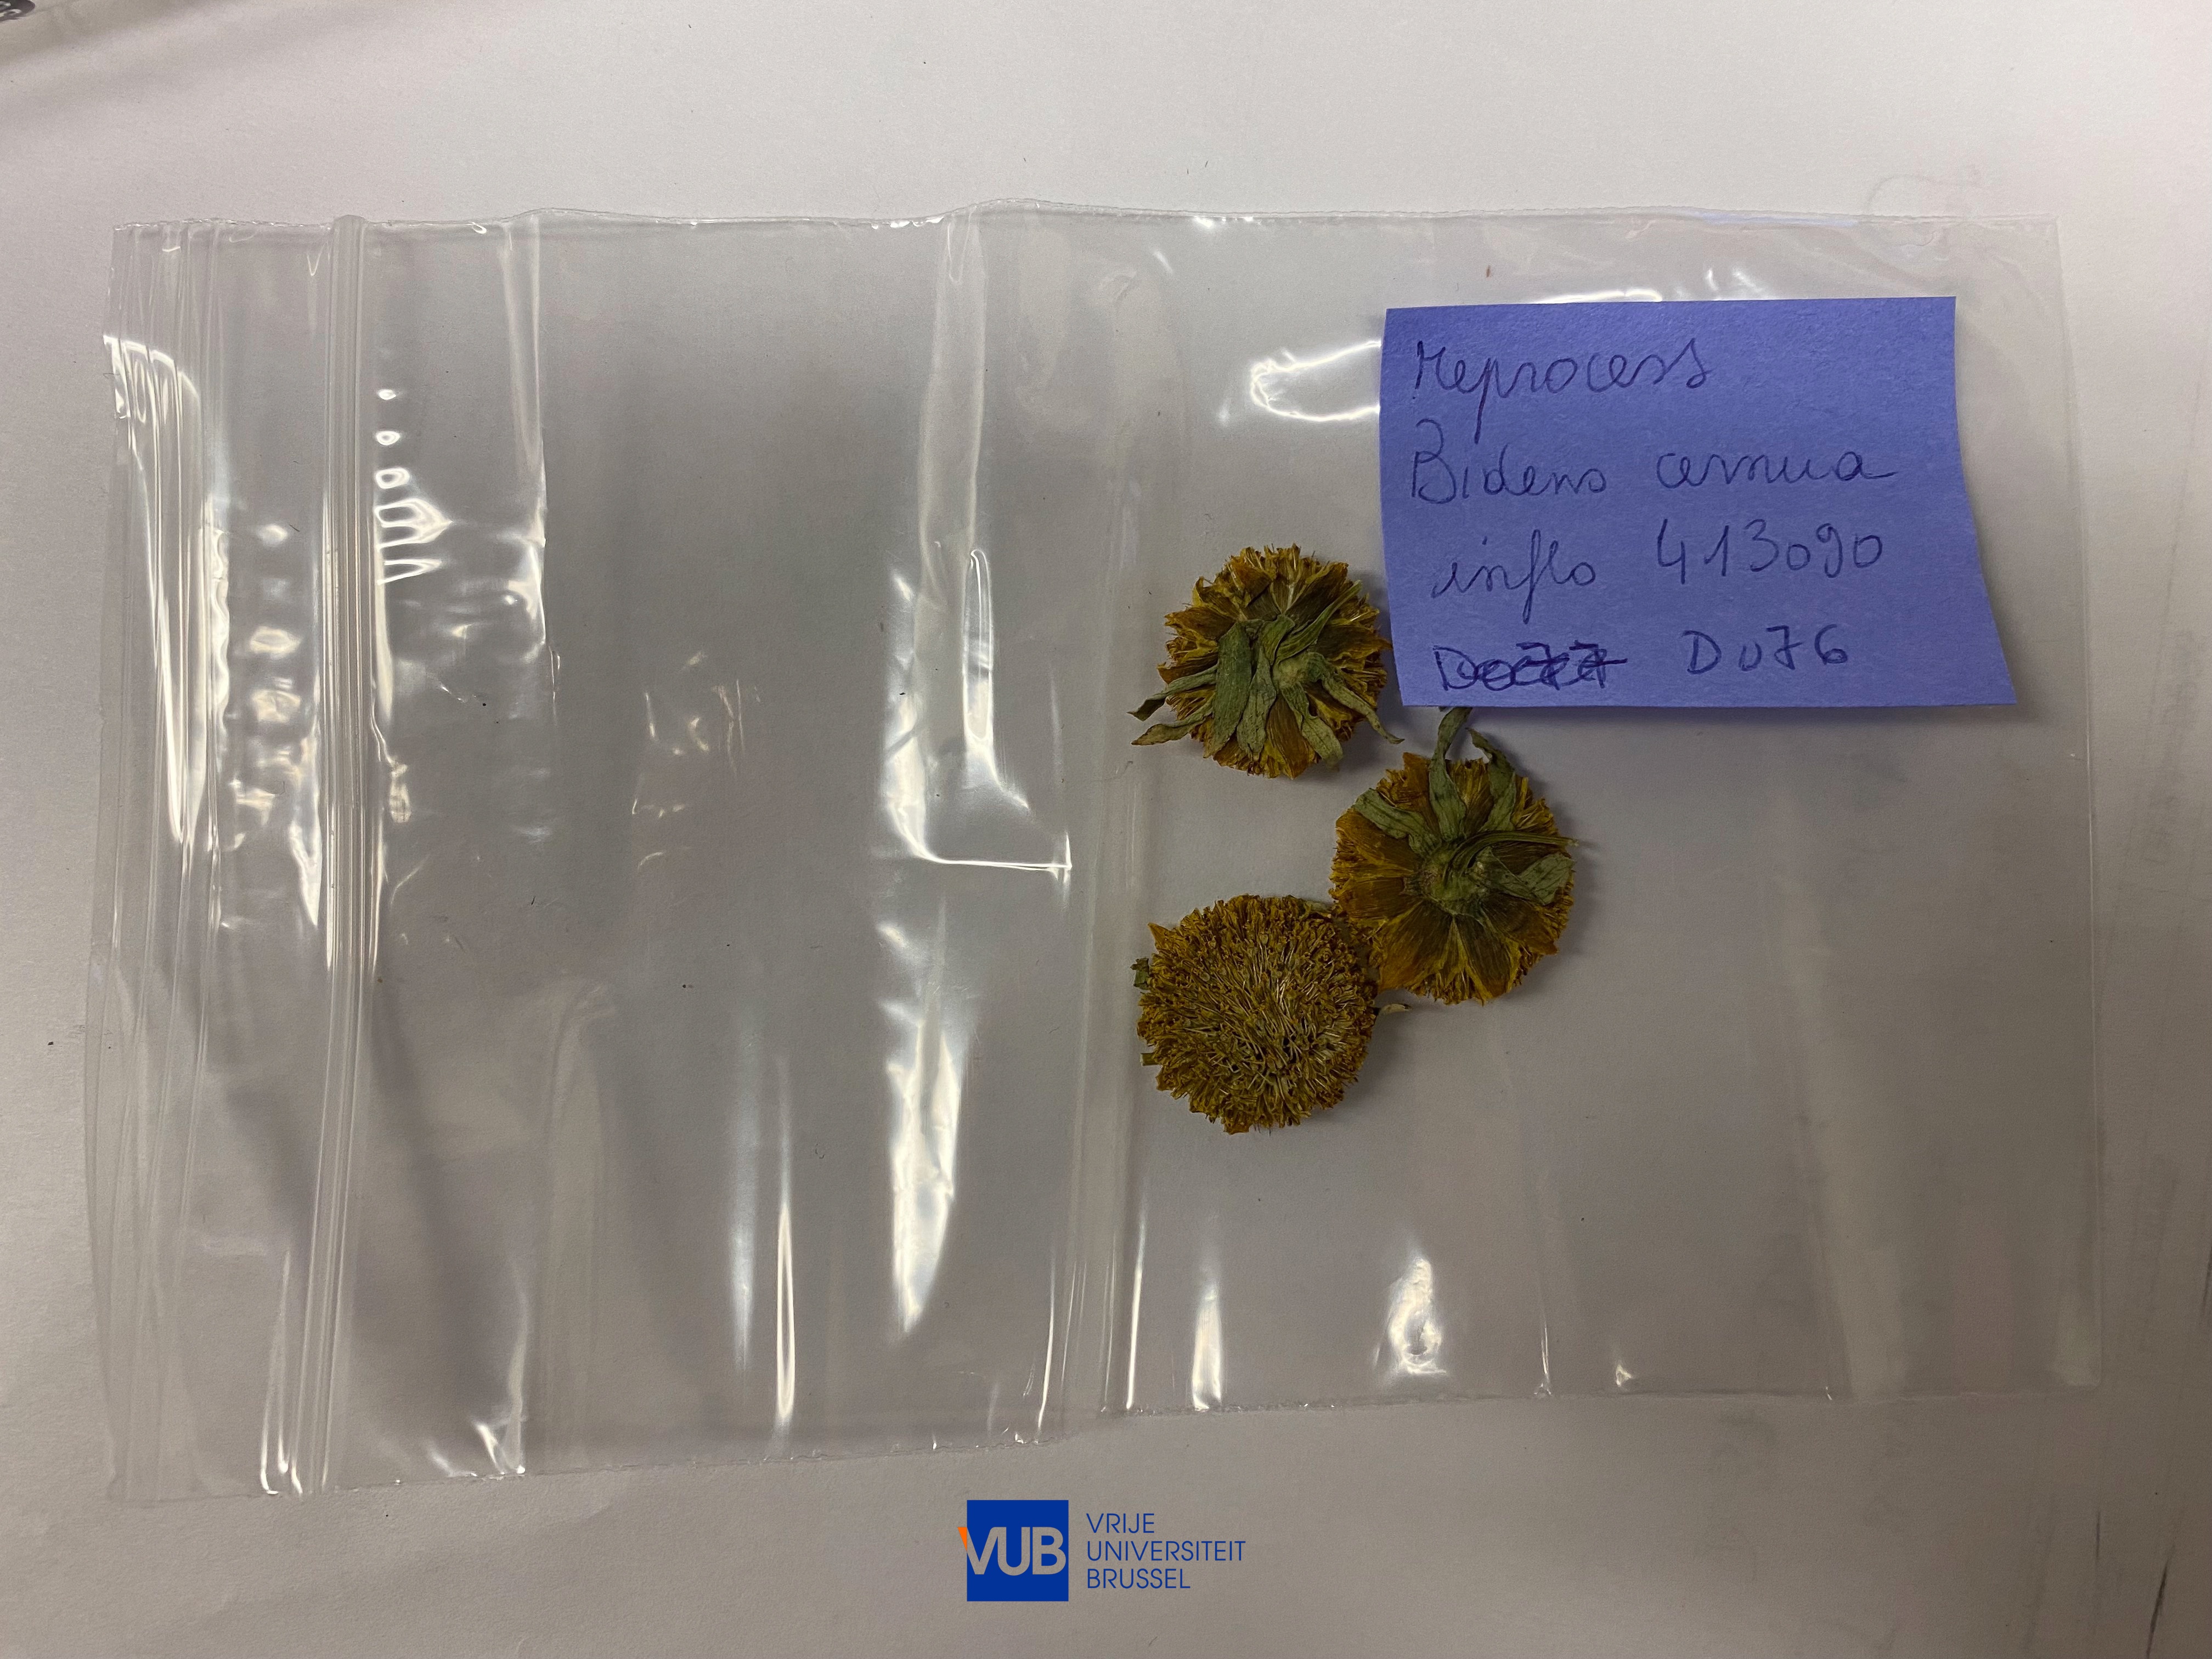 Reprocess
Bidens cernua
inflo 413090
D076
VUB
VRIJE
UNIVERSITEIT
BRUSSEL